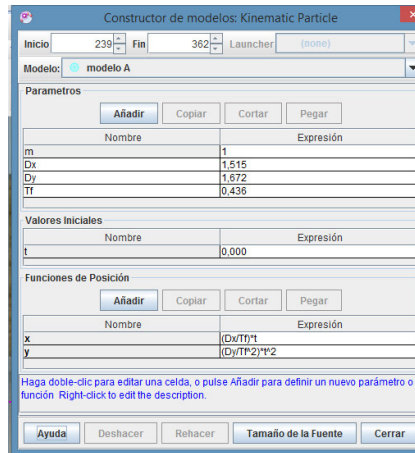 Constructor de modelos: Kinematic Particle
Inicio 239 Fin 362 Launcher (none)
Modelo: modelo A
Parametros
Añadir Copiar Cortar Pegar
Nombre Expresión
m 1
Dx 1,515
Dy 1,672
Tf 0,436
Valores Iniciales
Nombre Expresión
t 0,000
Funciones de Posición
Añadir Copiar Cortar Pegar
Nombre Expresión
x (Dx/Tf)*t
y (Dy/Tf^2)*t^2
Haga doble-clic para editar una celda, o pulse Añadir para definir un nuevo parámetro o
función Right-click to edit the description.
Ayuda Deshacer Rehacer Tamaño de la Fuente Cerrar